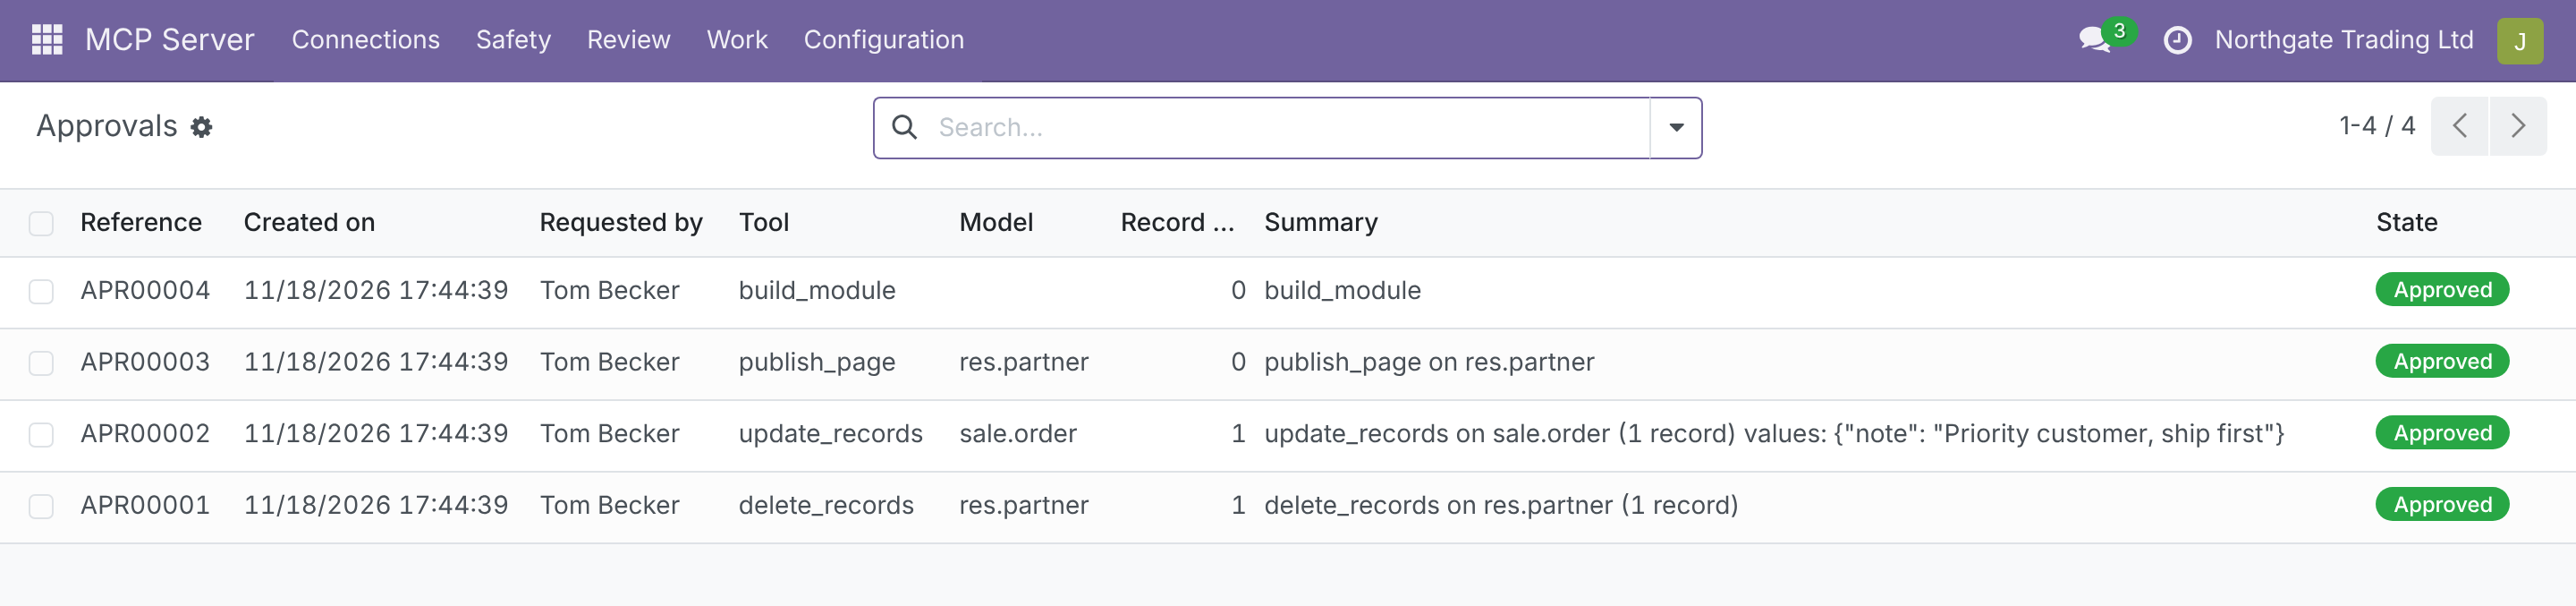 MCP Server Connections Safety Review Work Configuration 3 Northgate Trading Ltd J
Approvals Search... 1-4 / 4
Reference Created on Requested by Tool Model Record ... Summary State
APR00004 11/18/2026 17:44:39 Tom Becker build_module 0 build_module Approved
APR00003 11/18/2026 17:44:39 Tom Becker publish_page res.partner 0 publish_page on res.partner Approved
APR00002 11/18/2026 17:44:39 Tom Becker update_records sale.order 1 update_records on sale.order (1 record) values: {"note": "Priority customer, ship first"} Approved
APR00001 11/18/2026 17:44:39 Tom Becker delete_records res.partner 1 delete_records on res.partner (1 record) Approved